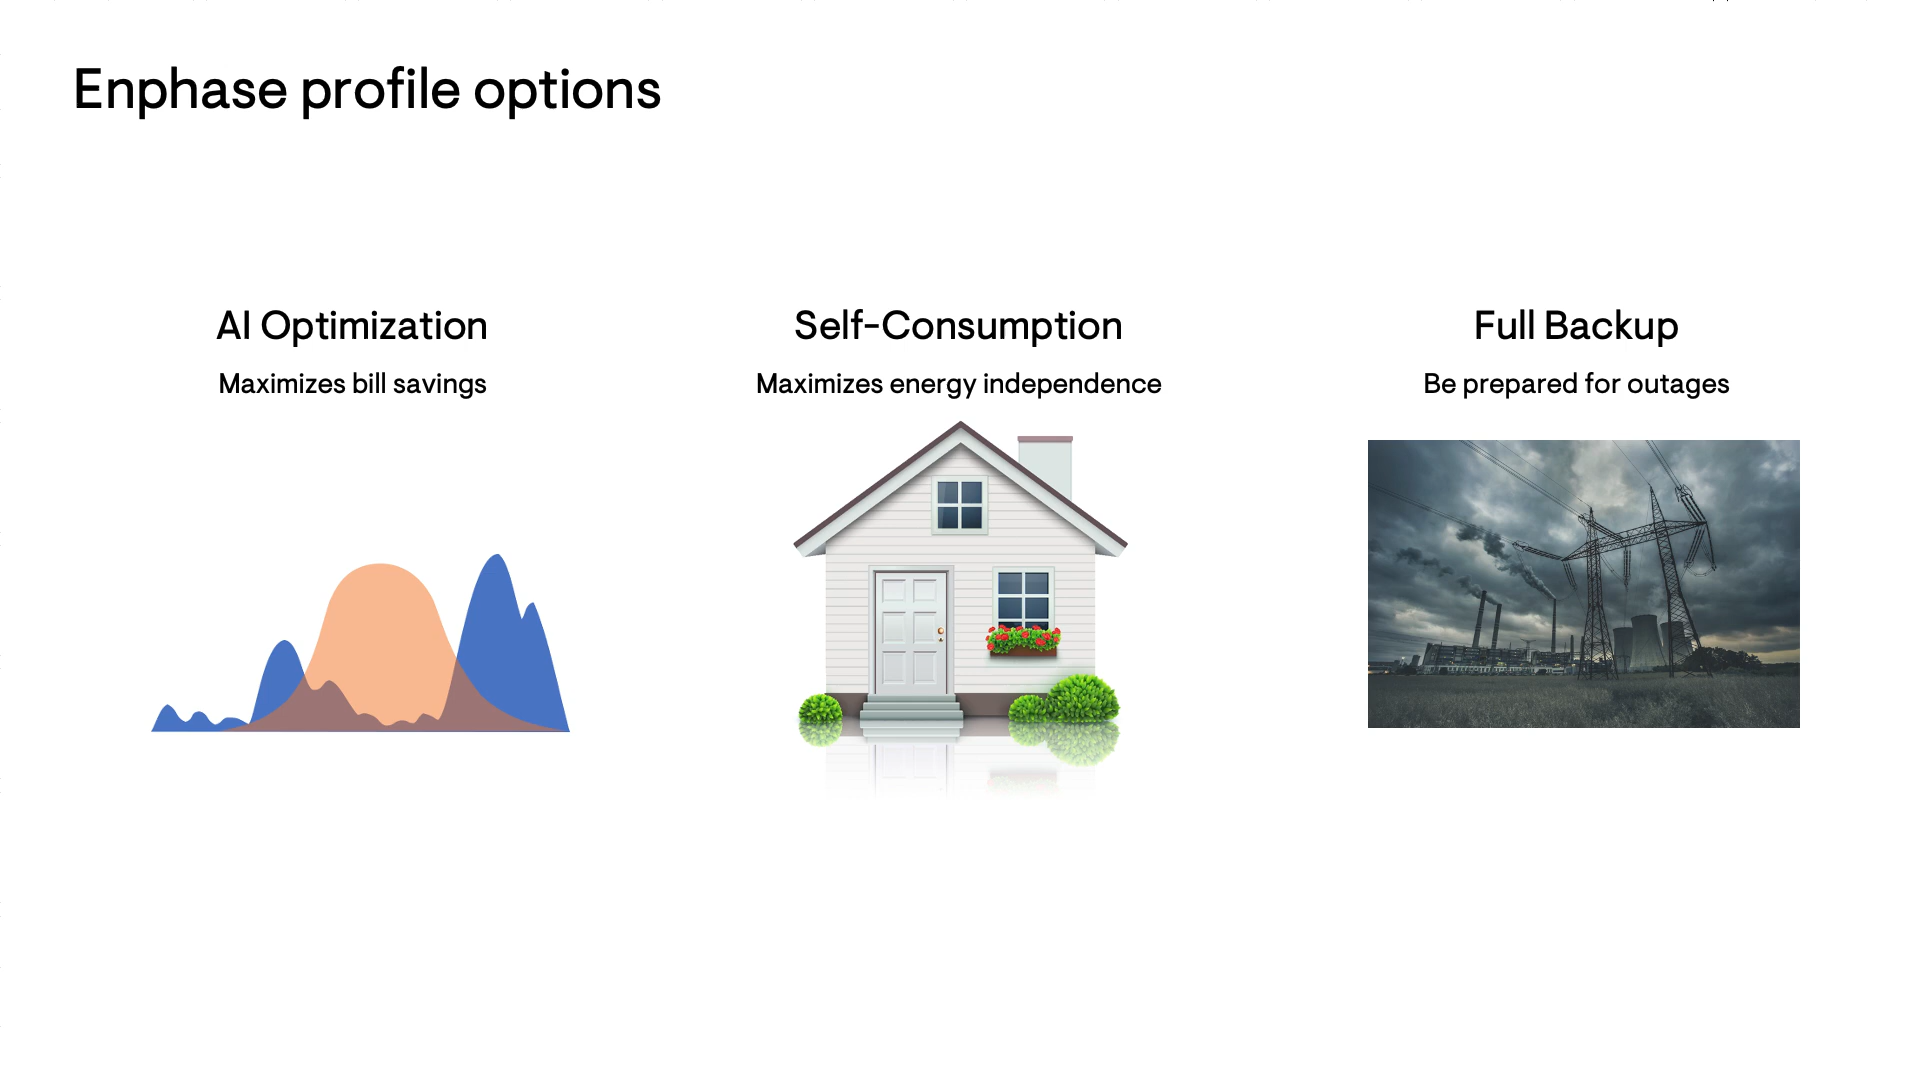 Enphase profile options
AI Optimization
Maximizes bill savings
Self-Consumption
Maximizes energy independence
Full Backup
Be prepared for outages